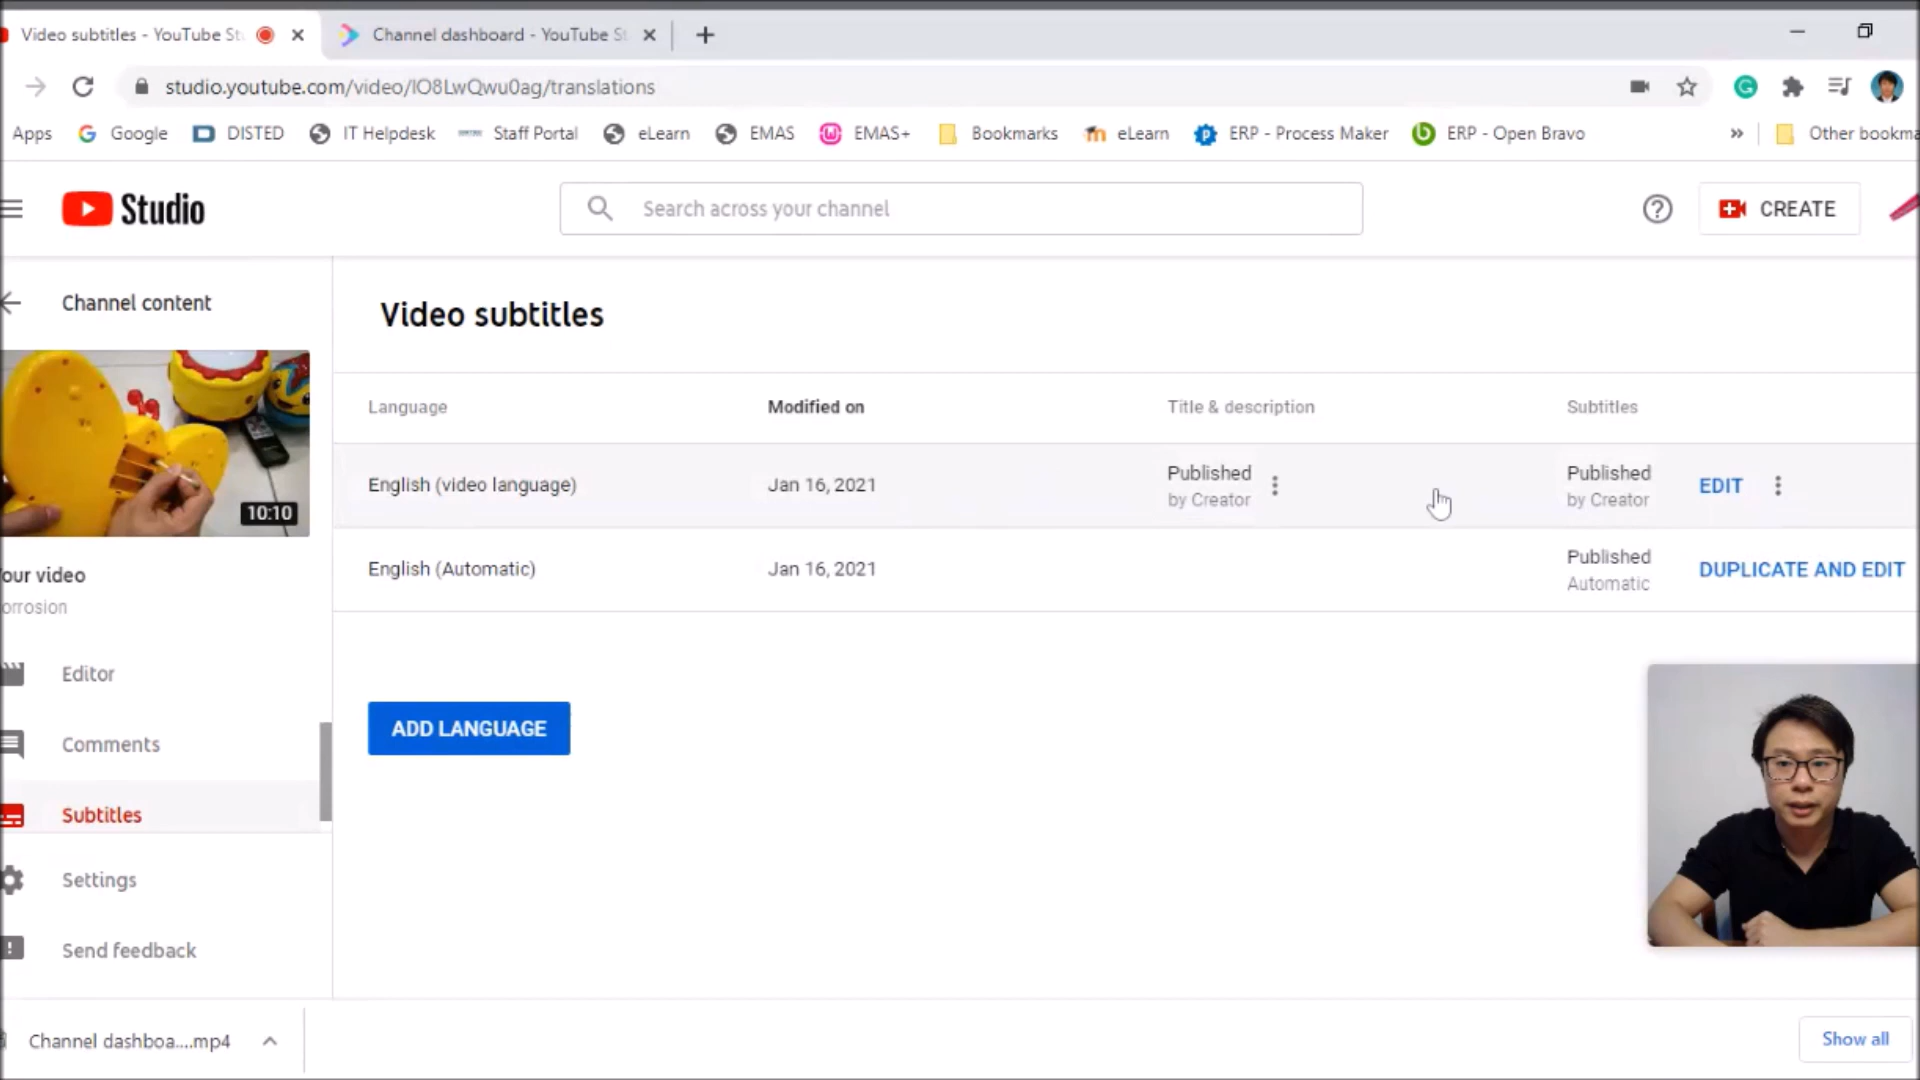 Video subtitles - YouTube St
Channel dashboard - YouTube St
studio.youtube.com/video/lO8LwQwu0ag/translations
Apps Google DISTED IT Helpdesk Staff Portal eLearn EMAS EMAS+ Bookmarks eLearn ERP - Process Maker ERP - Open Bravo » Other bookma
Studio
Search across your channel
CREATE
Channel content
10:10
our video
orrosion
Editor
Comments
Subtitles
Settings
Send feedback
Video subtitles
Language Modified on Title & description Subtitles
English (video language) Jan 16, 2021 Published by Creator Published by Creator EDIT
English (Automatic) Jan 16, 2021 Published Automatic DUPLICATE AND EDIT
ADD LANGUAGE
Channel dashboa....mp4
Show all